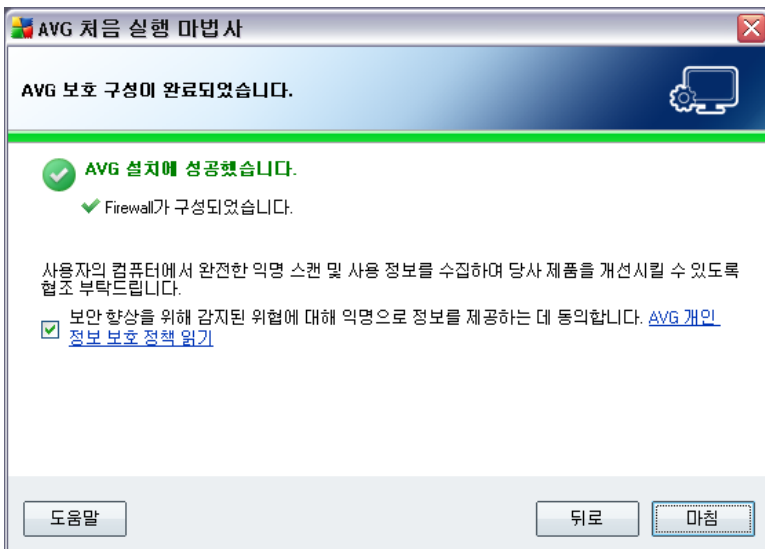 AVG 처음 실행 마법사
AVG 보호 구성이 완료되었습니다.
AVG 설치에 성공했습니다.
Firewall가 구성되었습니다.
사용자의 컴퓨터에서 완전한 익명 스캔 및 사용 정보를 수집하여 당사 제품을 개선시킬 수 있도록
협조 부탁드립니다.
보안 향상을 위해 감지된 위협에 대해 익명으로 정보를 제공하는 데 동의합니다. AVG 개인
정보 보호 정책 읽기
도움말
뒤로
마침